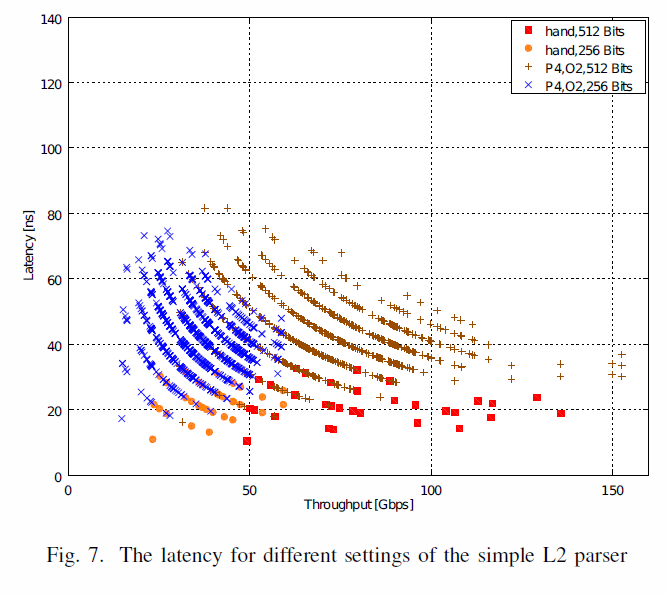 140
120
100
80
60
40
20
0
Latency [ns]
hand,512 Bits
hand,256 Bits
P4,O2,512 Bits
P4,O2,256 Bits
0 50 100 150
Throughput [Gbps]
Fig. 7. The latency for different settings of the simple L2 parser